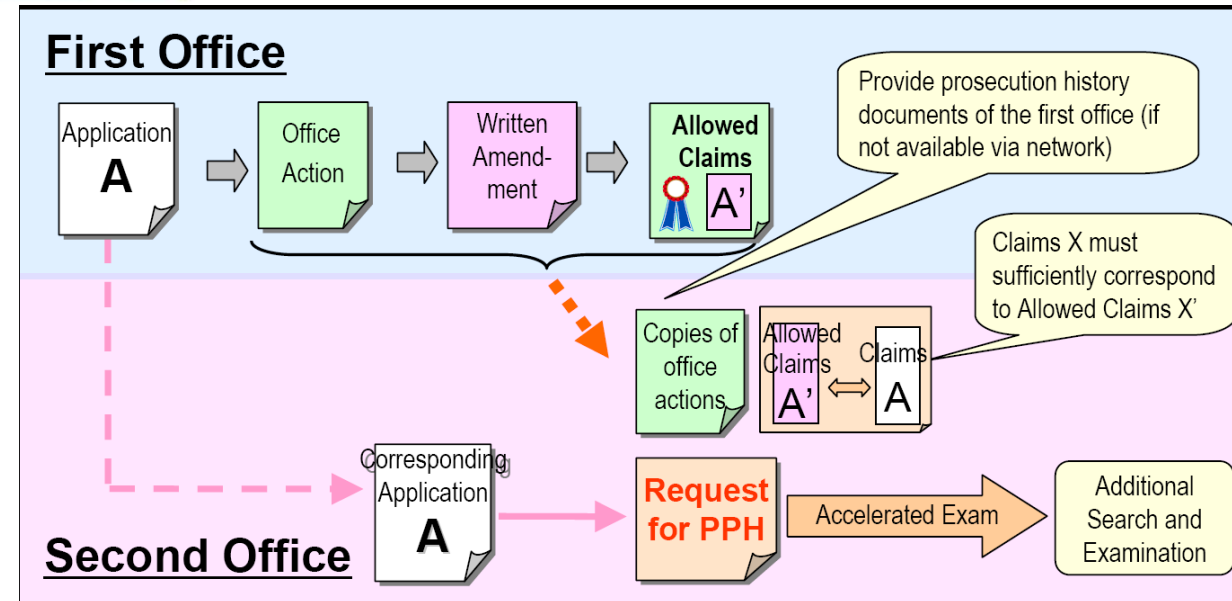 First Office
Application
A
Office
Action
Written
Amend-
ment
Allowed
Claims
A'
Provide prosecution history
documents of the first office (if
not available via network)
Claims X must
sufficiently correspond
to Allowed Claims X'
Copies of
office
actions
Allowed
Claims
A'
Claims
A
Corresponding
Application
A
Request
for PPH
Accelerated Exam
Additional
Search and
Examination
Second Office